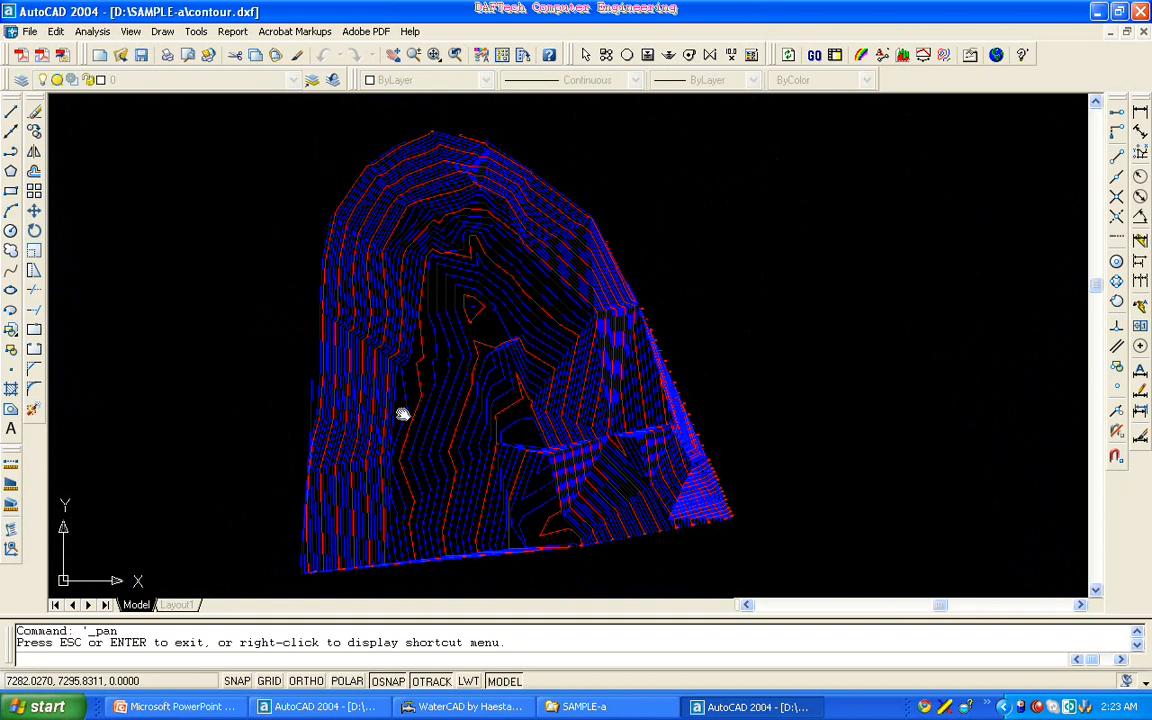 AutoCAD 2004 - [D:\SAMPLE-a\contour.dxf]
DAFTech Computer Engineering
File Edit Analysis View Draw Tools Report Acrobat Markups Adobe PDF Help
GO
0 ByLayer Continuous ByLayer ByColor
A
A
Y
X
Model Layout1
Command: '_pan
Press ESC or ENTER to exit, or right-click to display shortcut menu.
7282.0270, 7295.8311, 0.0000 SNAP GRID ORTHO POLAR OSNAP OTRACK LWT MODEL
start Microsoft PowerPoint ... AutoCAD 2004 - [D:\... WaterCAD by Haesta... SAMPLE-a AutoCAD 2004 - [D:\... 2:23 AM